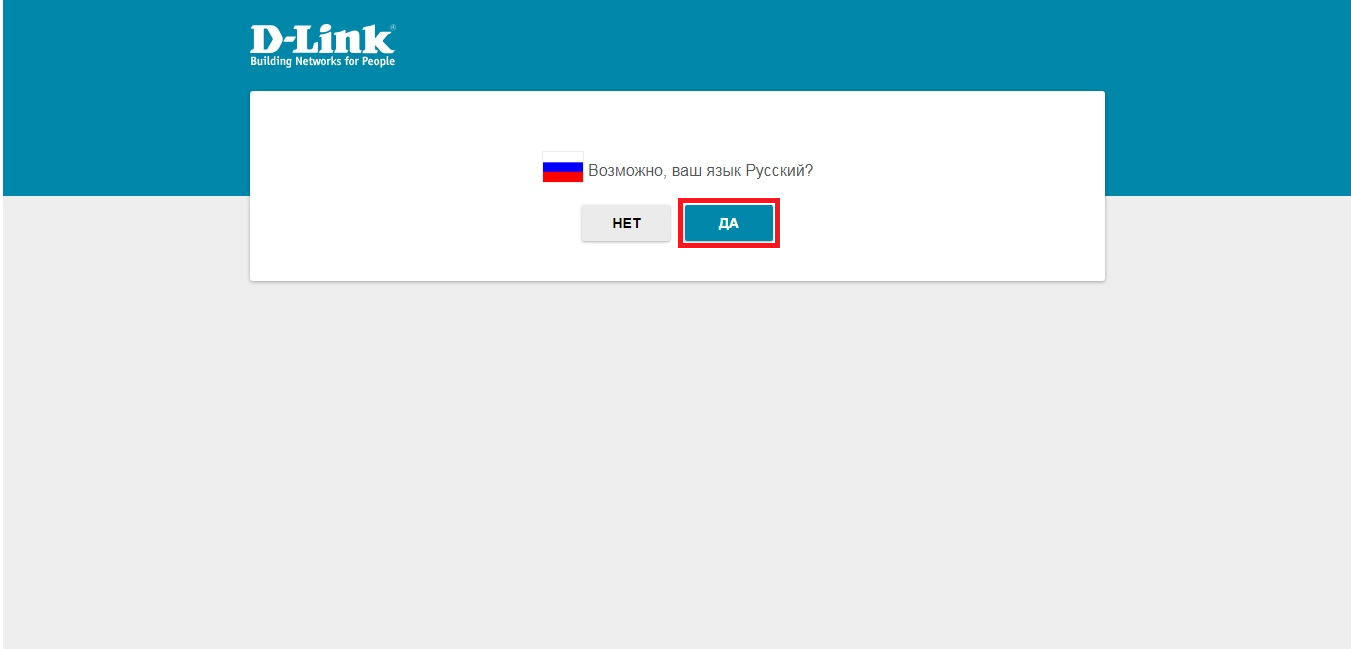 D-Link®
Building Networks for People
Возможно, ваш язык Русский?
НЕТ ДА